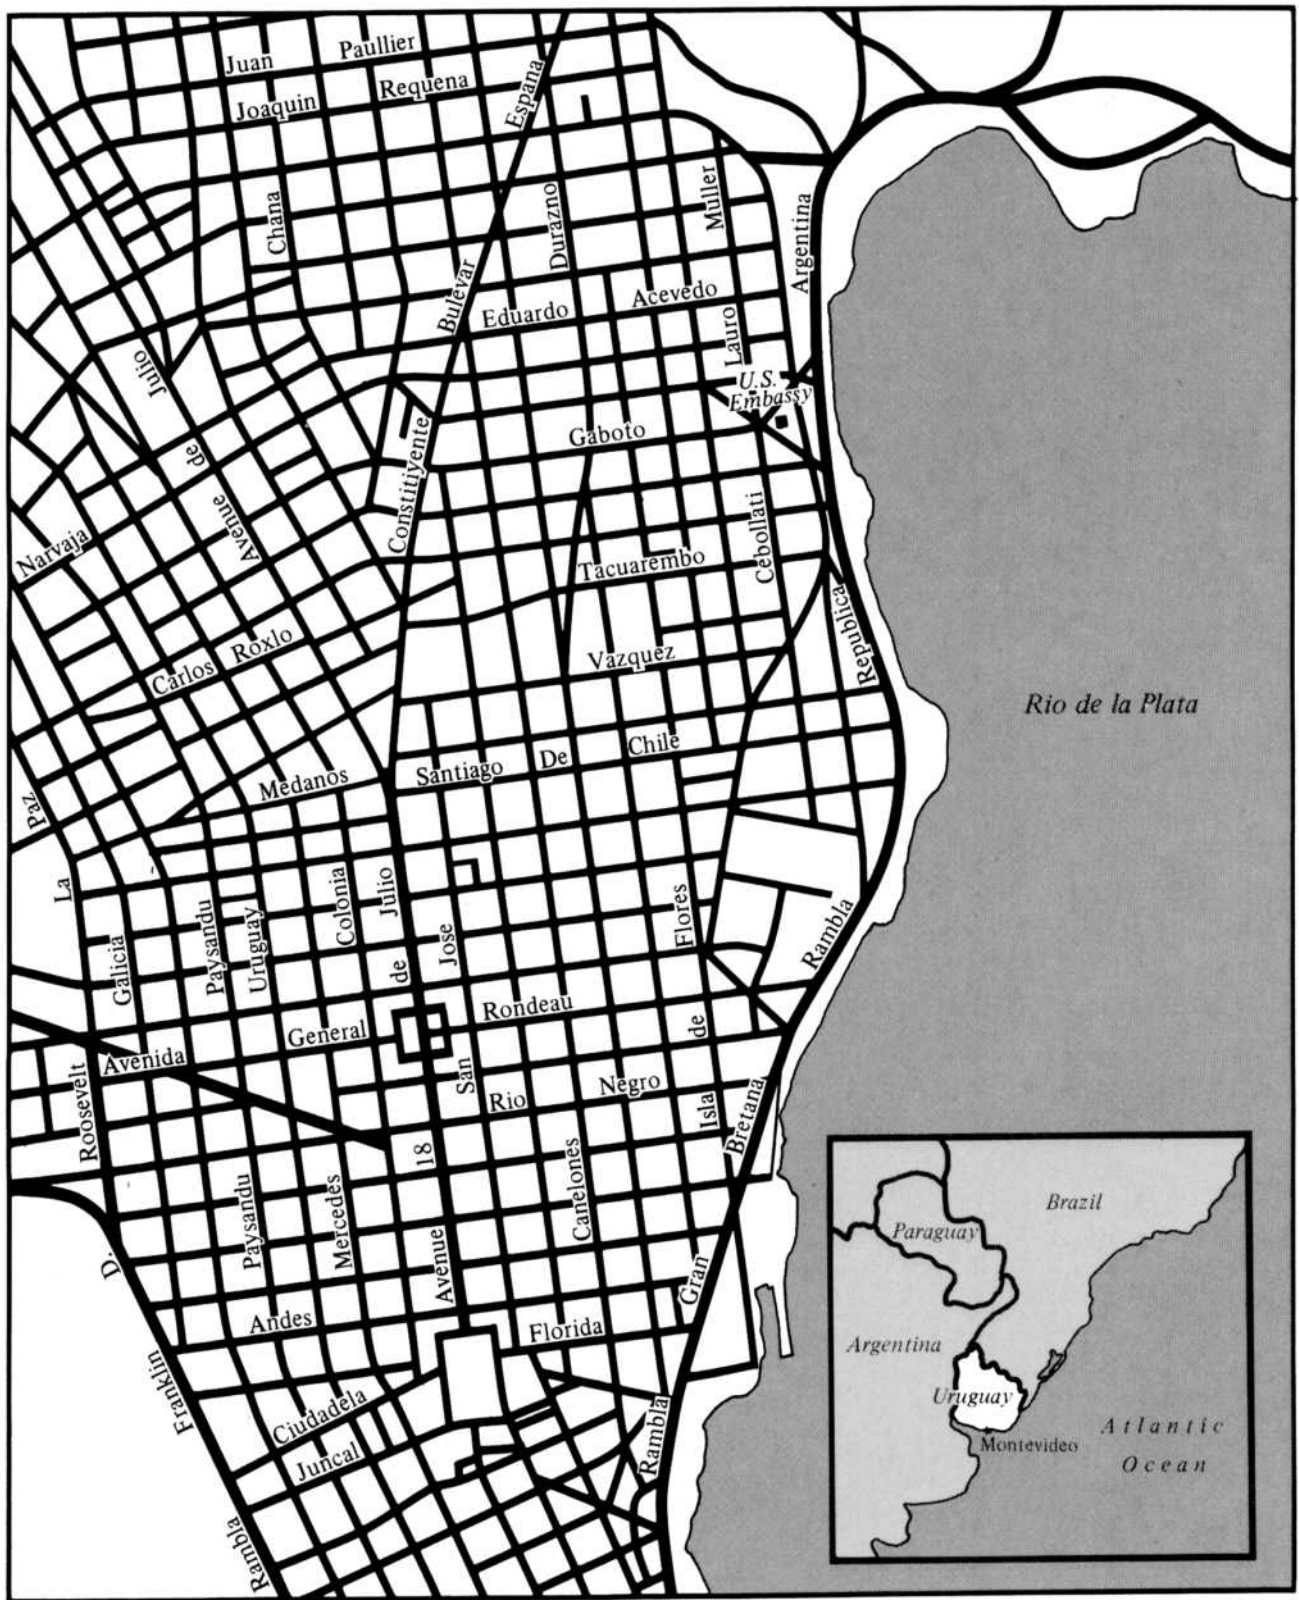 Juan Paullier
Joaquin Requena
Bulevar Espana
Chana
Durazno
Lauro Muller
Eduardo Acevedo
U.S.
Embassy
Gaboto
Constitiyente
Avenue de Julio
Narvaja
Cebollati
Tacuarembo
Carlos Roxlo
Vazquez
Rambla Republica Argentina
Rio de la Plata
Santiago De Chile
Medanos
La Paz
Galicia
Paysandu
Uruguay
Colonia
Avenue 18 de Julio
San Jose
Isla de Flores
General Rondeau
Avenida
Rio Negro
Canelones
Paysandu
Mercedes
Rambla Franklin D. Roosevelt
Rambla Gran Bretana
Andes
Florida
Ciudadela
Juncal
Brazil
Paraguay
Argentina
Uruguay
Montevideo
Atlantic
Ocean